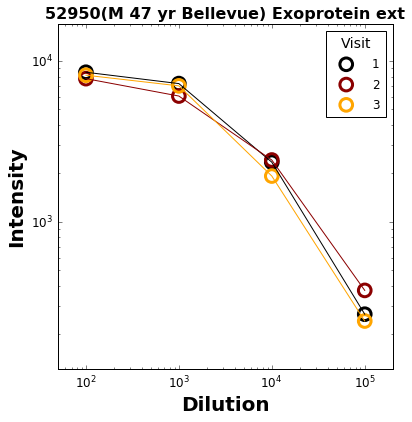 52950(M 47 yr Bellevue) Exoprotein ext
Visit
1
2
3
10⁴
10³
Intensity
10² 10³ 10⁴ 10⁵
Dilution